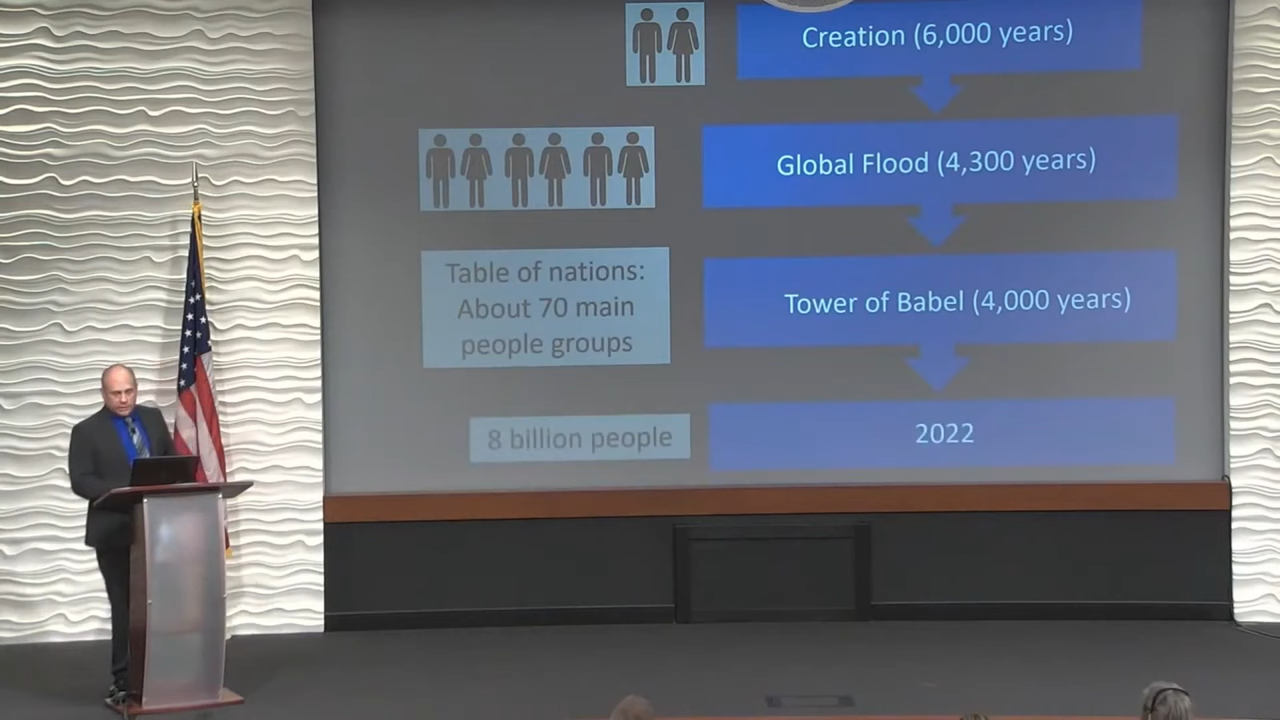 Creation (6,000 years)
Global Flood (4,300 years)
Table of nations:
About 70 main
people groups
Tower of Babel (4,000 years)
8 billion people
2022